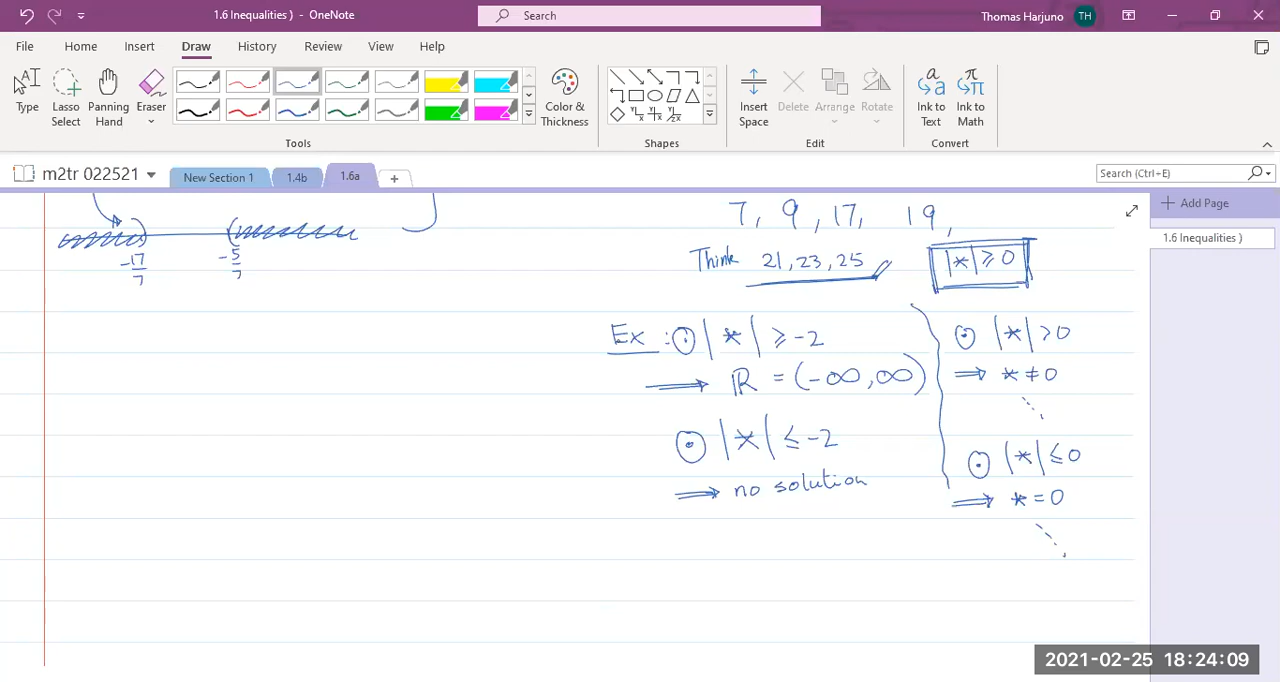 1.6 Inequalities ) - OneNote
Search
Thomas Harjuno TH
File Home Insert Draw View History Review View Help
Type
Lasso Select
Panning Hand
Eraser
Color & Thickness
Insert Space
Delete
Arrange
Rotate
Ink to Text
Ink to Math
Tools
Shapes
Edit
Convert
m2tr 022521
New Section 1
1.4b
1.6a
Search (Ctrl+E)
Add Page
1.6 Inequalities )
7, 9, 17, 19,
-17/7
-5/7
Think 21, 23, 25
|*| ≥ 0
Ex : ⊙ |*| ≥ -2
⟹ ℝ = (-∞, ∞)
⊙ |*| ≤ -2
⟹ no solution
⊙ |*| > 0
⟹ * ≠ 0
⊙ |*| ≤ 0
⟹ * = 0
2021-02-25 18:24:09